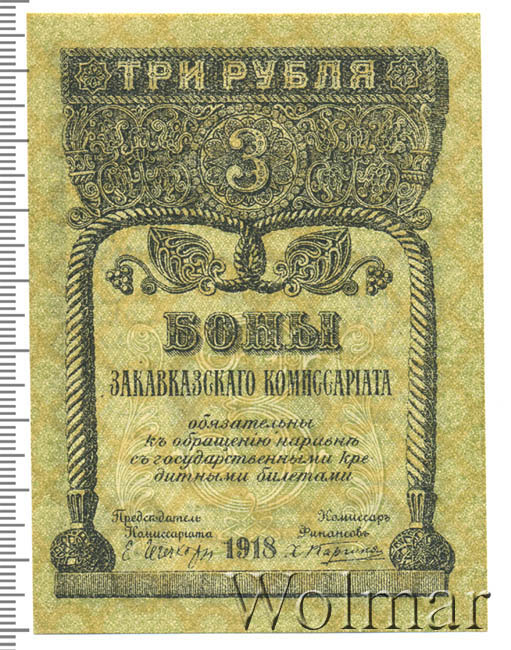 ТРИ РУБЛЯ
3
БОНЫ
ЗАКАВКАЗСКАГО КОМИССАРІАТА
обязательны
къ обращенію наривнѣ
съ государственными кре
дитными билетами
Предсѣдатель
Комиссаріата
Комиссаръ
Финансовъ
1918
Wolmar